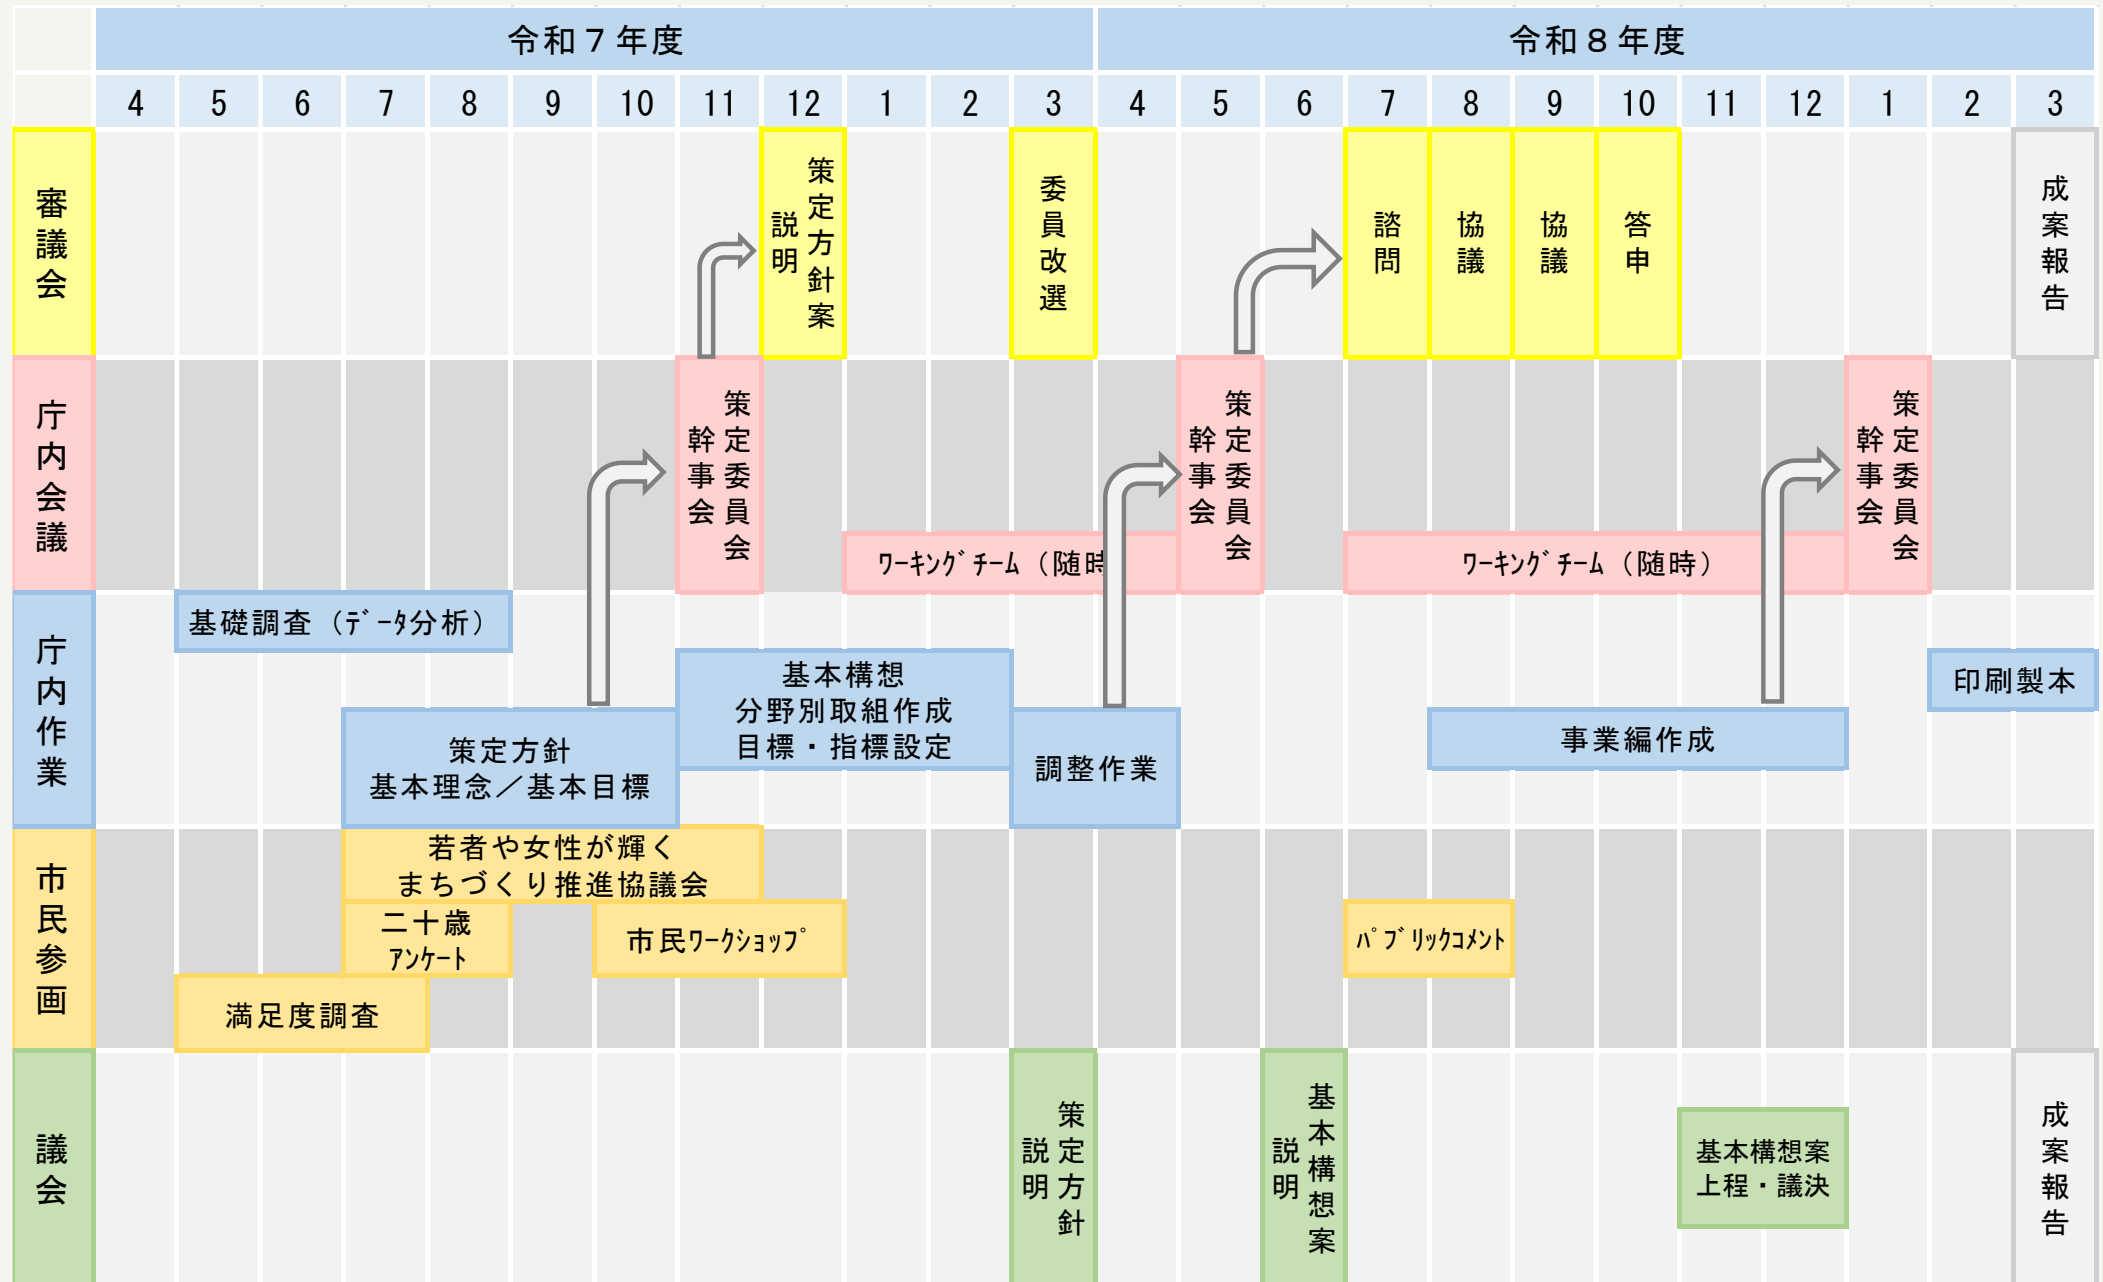 令和７年度
令和８年度
4 5 6 7 8 9 10 11 12 1 2 3 4 5 6 7 8 9 10 11 12 1 2 3
審議会
策定方針案
説明
委員改選
諮問
協議
協議
答申
成案報告
庁内会議
策定委員会
幹事会
ﾜｰｷﾝｸﾞﾁｰﾑ（随時
策定委員会
幹事会
ﾜｰｷﾝｸﾞﾁｰﾑ（随時）
策定委員会
幹事会
庁内作業
基礎調査（ﾃﾞｰﾀ分析）
策定方針
基本理念／基本目標
基本構想
分野別取組作成
目標・指標設定
調整作業
事業編作成
印刷製本
市民参画
若者や女性が輝く
まちづくり推進協議会
二十歳
ｱﾝｹｰﾄ
市民ﾜｰｸｼｮｯﾌﾟ
満足度調査
ﾊﾟﾌﾞﾘｯｸｺﾒﾝﾄ
議会
策定方針
説明
基本構想案
説明
基本構想案
上程・議決
成案報告